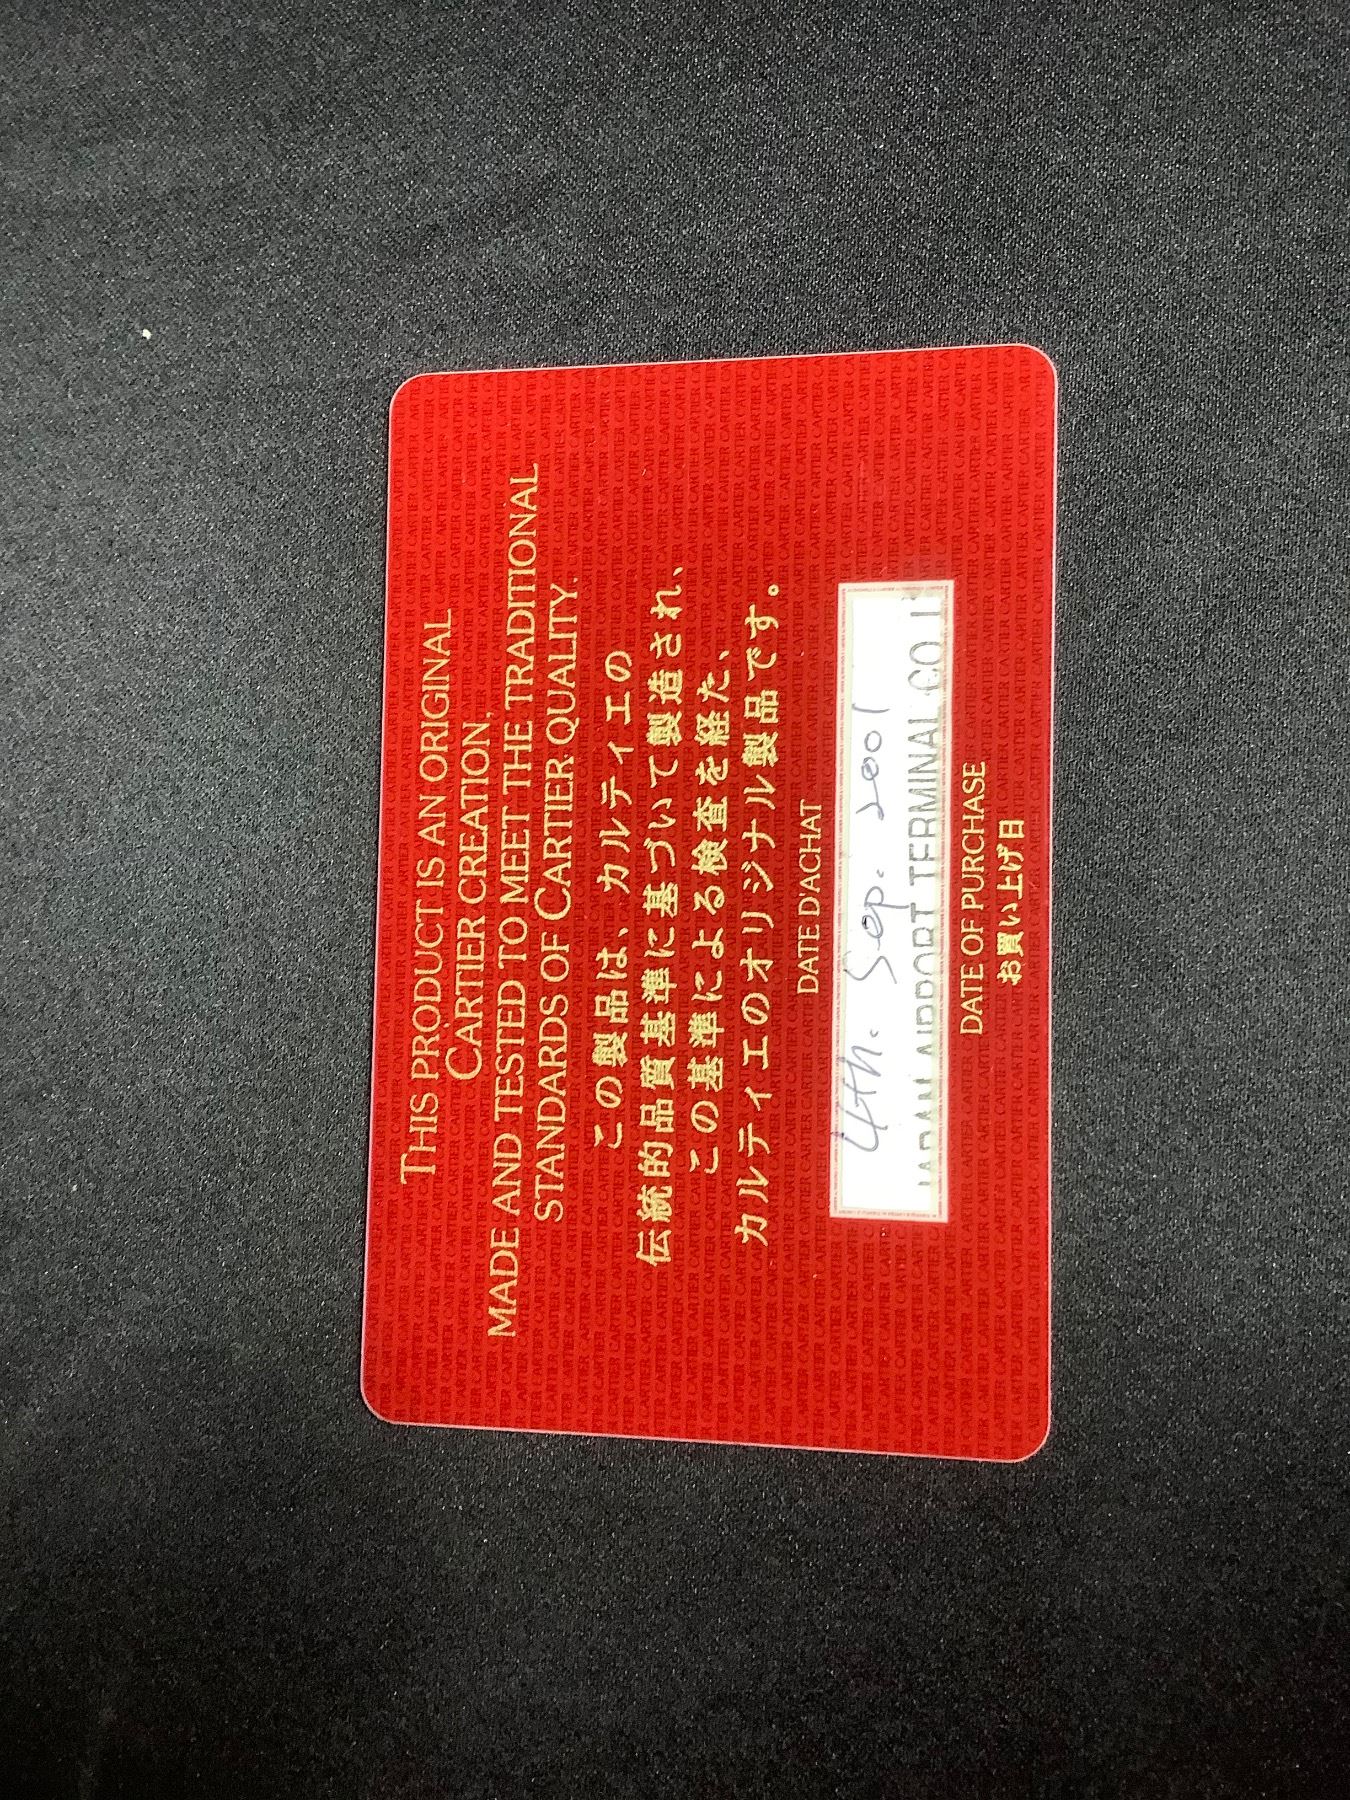 THIS PRODUCT IS AN ORIGINAL
CARTIER CREATION,
MADE AND TESTED TO MEET THE TRADITIONAL
STANDARDS OF CARTIER QUALITY.
この製品は、カルティエの
伝統的品質基準に基づいて製造され、
この基準による検査を経た、
カルティエのオリジナル製品です。
DATE D'ACHAT
4th. Sep. 2001
JAPAN AIRPORT TERMINAL CO.
DATE OF PURCHASE
お買い上げ日